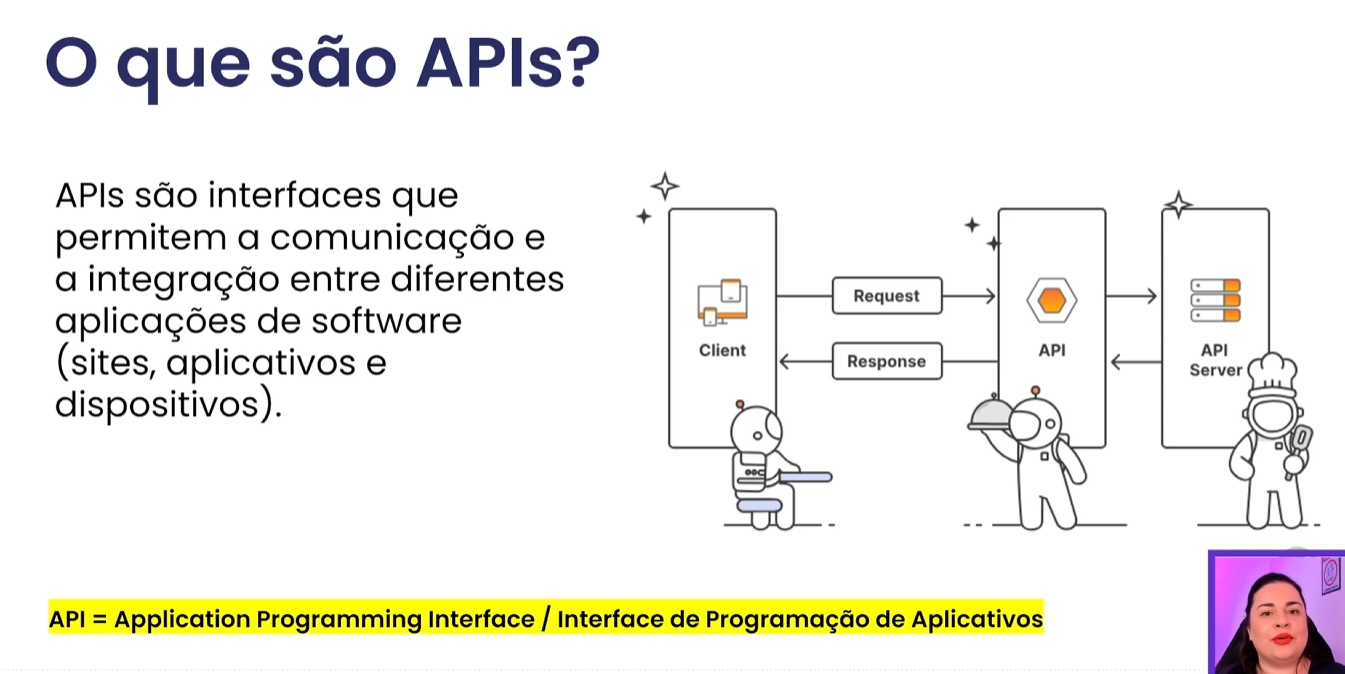 O que são APIs?
APIs são interfaces que
permitem a comunicação e
a integração entre diferentes
aplicações de software
(sites, aplicativos e
dispositivos).
Request
Response
Client
API
API
Server
API = Application Programming Interface / Interface de Programação de Aplicativos